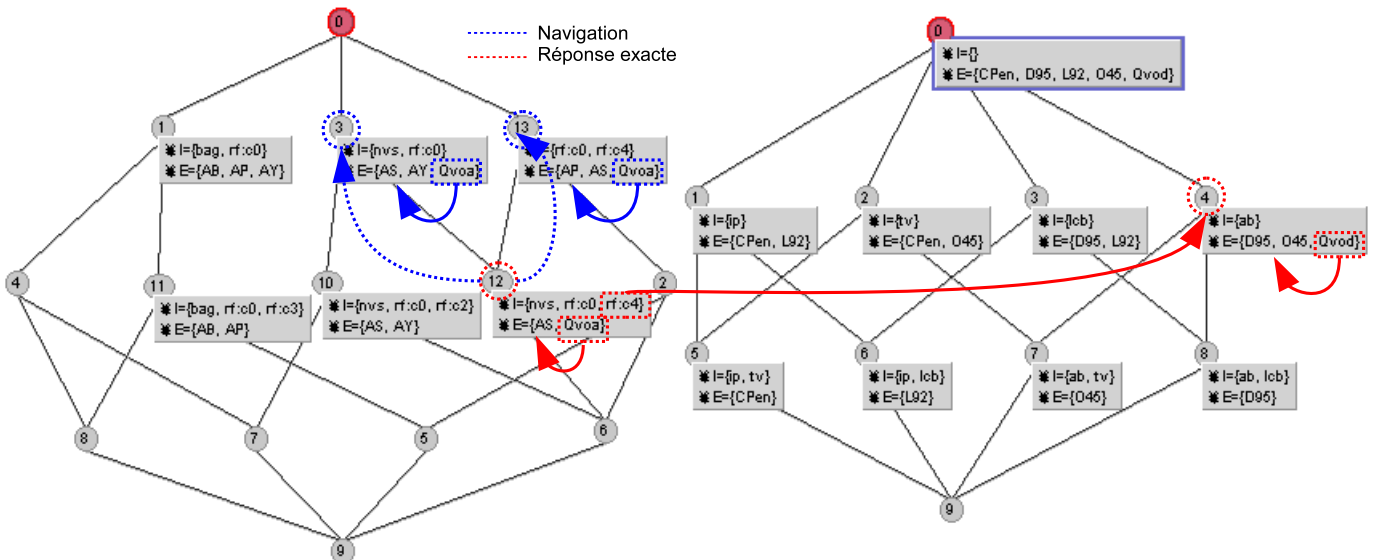 0
Navigation
Réponse exacte
1
I={bag, rf:c0}
E={AB, AP, AY}
3
I={nvs, rf:c0}
E={AS, AY, Qvoa}
13
I={rf:c0, rf:c4}
E={AP, AS, Qvoa}
4
11
I={bag, rf:c0, rf:c3}
E={AB, AP}
10
I={nvs, rf:c0, rf:c2}
E={AS, AY}
12
I={nvs, rf:c0, rf:c4}
E={AS, Qvoa}
2
8
7
5
6
9
0
I={}
E={CPen, D95, L92, O45, Qvod}
1
I={ip}
E={CPen, L92}
2
I={tv}
E={CPen, O45}
3
I={lcb}
E={D95, L92}
4
I={ab}
E={D95, O45, Qvod}
5
I={ip, tv}
E={CPen}
6
I={ip, lcb}
E={L92}
7
I={ab, tv}
E={O45}
8
I={ab, lcb}
E={D95}
9